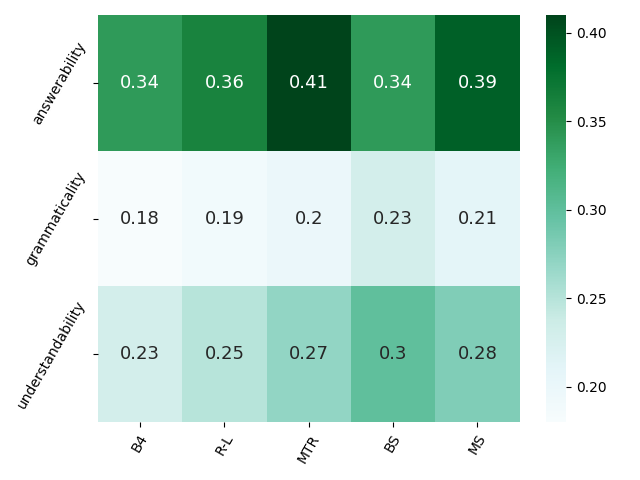 answerability 0.34 0.36 0.41 0.34 0.39
grammaticality 0.18 0.19 0.2 0.23 0.21
understandability 0.23 0.25 0.27 0.3 0.28
B4 R-L MTR BS MS
0.40
0.35
0.30
0.25
0.20